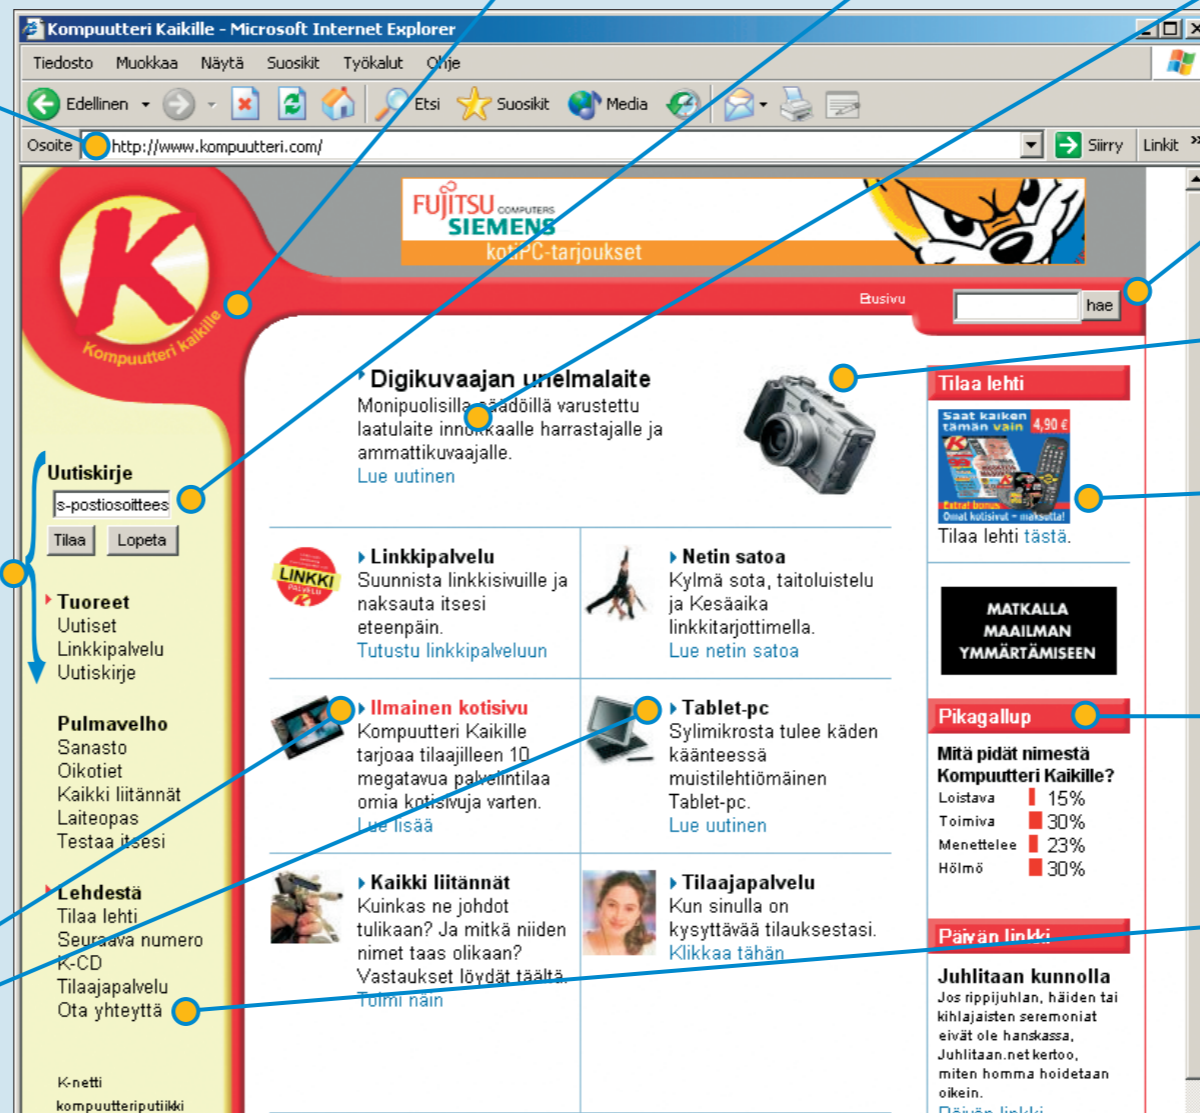 Kompuutteri Kaikille - Microsoft Internet Explorer
Tiedosto Muokkaa Näytä Suosikit Työkalut Ohje
Edellinen Etsi Suosikit Media
Osoite http://www.kompuutteri.com/ Siirry Linkit »
FUJITSU COMPUTERS
SIEMENS
kotiPC-tarjoukset
K
Kompuutteri kaikille
Etusivu
hae
Uutiskirje
s-postiosoittees
Tilaa Lopeta
Tuoreet
Uutiset
Linkkipalvelu
Uutiskirje
Pulmavelho
Sanasto
Oikotiet
Kaikki liitännät
Laiteopas
Testaa itsesi
Lehdestä
Tilaa lehti
Seuraava numero
K-CD
Tilaajapalvelu
Ota yhteyttä
K-netti
kompuutteriputiikki
Digikuvaajan unelmalaite
Monipuolisilla säädöillä varustettu
laatulaite innokkaalle harrastajalle ja
ammattikuvaajalle.
Lue uutinen
LINKKI
PALVELU
Linkkipalvelu
Suunnista linkkisivuille ja
naksauta itsesi
eteenpäin.
Tutustu linkkipalveluun
Netin satoa
Kylmä sota, taitoluistelu
ja Kesäaika
linkkitarjottimella.
Lue netin satoa
Ilmainen kotisivu
Kompuutteri Kaikille
tarjoaa tilaajilleen 10
megatavua palvelintilaa
omia kotisivuja varten.
Lue lisää
Tablet-pc
Sylimikrosta tulee käden
käänteessä
muistilehtiömäinen
Tablet-pc.
Lue uutinen
Kaikki liitännät
Kuinkas ne johdot
tulikaan? Ja mitkä niiden
nimet taas olikaan?
Vastaukset löydät täältä.
Toimi näin
Tilaajapalvelu
Kun sinulla on
kysyttävää tilauksestasi.
Klikkaa tähän
Tilaa lehti
Saat kaiken
tämän vain 4,90 €
Extra! bonus
Omat kotisivut – maksutta!
Tilaa lehti tästä.
MATKALLA
MAAILMAN
YMMÄRTÄMISEEN
Pikagallup
Mitä pidät nimestä
Kompuutteri Kaikille?
Loistava 15%
Toimiva 30%
Menettelee 23%
Hölmö 30%
Päivän linkki
Juhlitaan kunnolla
Jos rippijuhlan, häiden tai
kihlajaisten seremoniat
eivät ole hanskassa,
Juhlitaan.net kertoo,
miten homma hoidetaan
oikein.
Päivän linkki